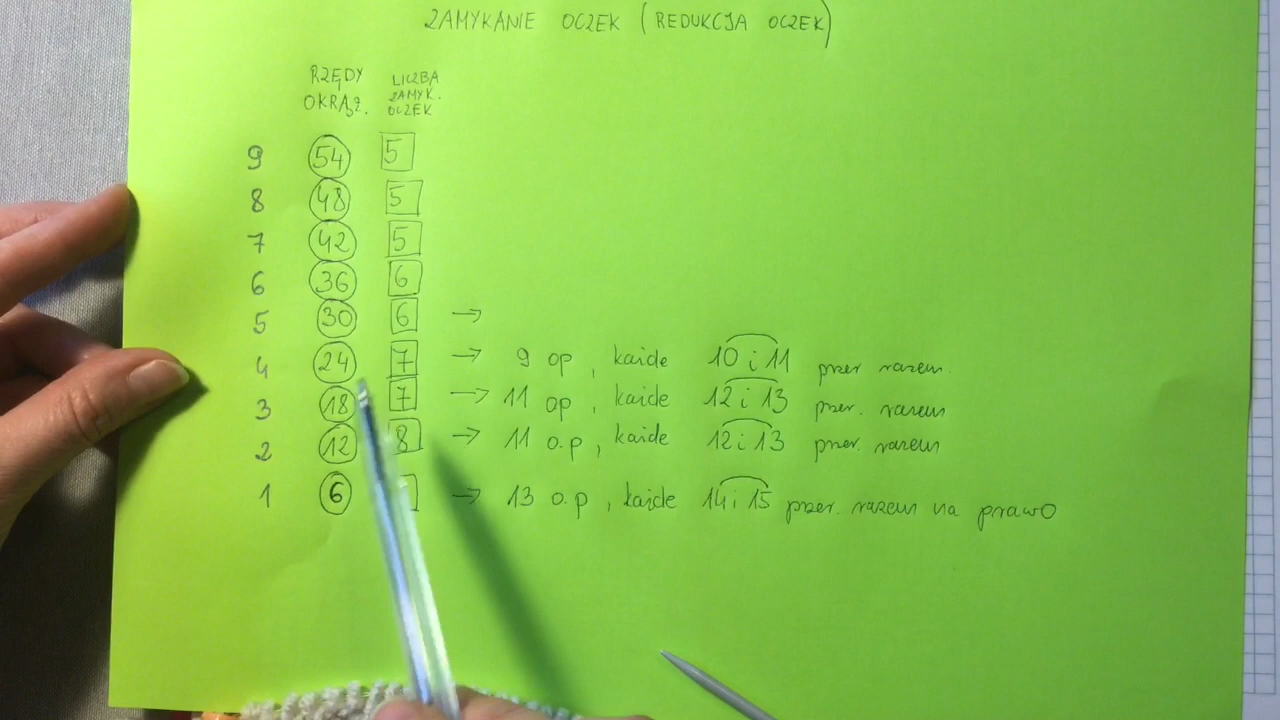 ZAMYKANIE OCZEK (REDUKCJA OCZEK)
RZĘDY OKRĄŻ.
LICZBA ZAMYK. OCZEK
9 54 5
8 48 5
7 42 5
6 36 6
5 30 6 →
4 24 7 → 9 op, każde 10 i 11 przer razem.
3 18 7 → 11 op, każde 12 i 13 przer. razem
2 12 8 → 11 o.p, każde 12 i 13 przer. razem
1 6 → 13 o.p, każde 14 i 15 przer. razem na prawo